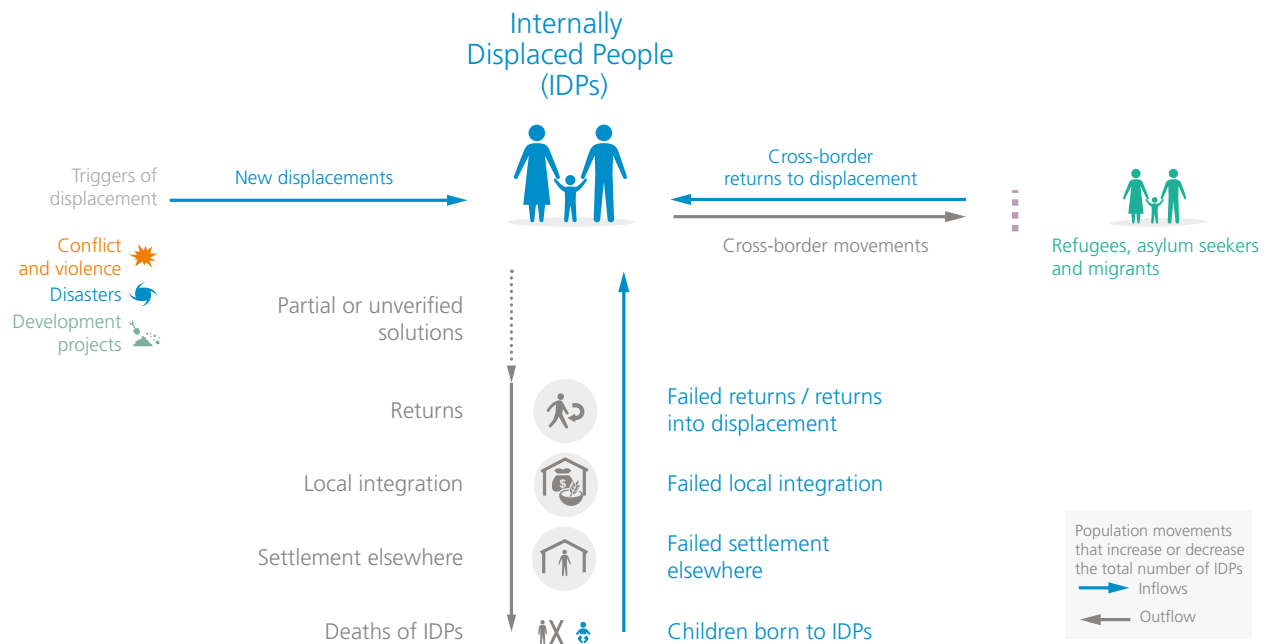 Internally
Displaced People
(IDPs)
Triggers of
displacement
New displacements
Cross-border
returns to displacement
Cross-border movements
Refugees, asylum seekers
and migrants
Conflict
and violence
Disasters
Development
projects
Partial or unverified
solutions
Returns
Failed returns / returns
into displacement
Local integration
$
Failed local integration
Settlement elsewhere
Failed settlement
elsewhere
Deaths of IDPs
Children born to IDPs
Population movements
that increase or decrease
the total number of IDPs
Inflows
Outflow